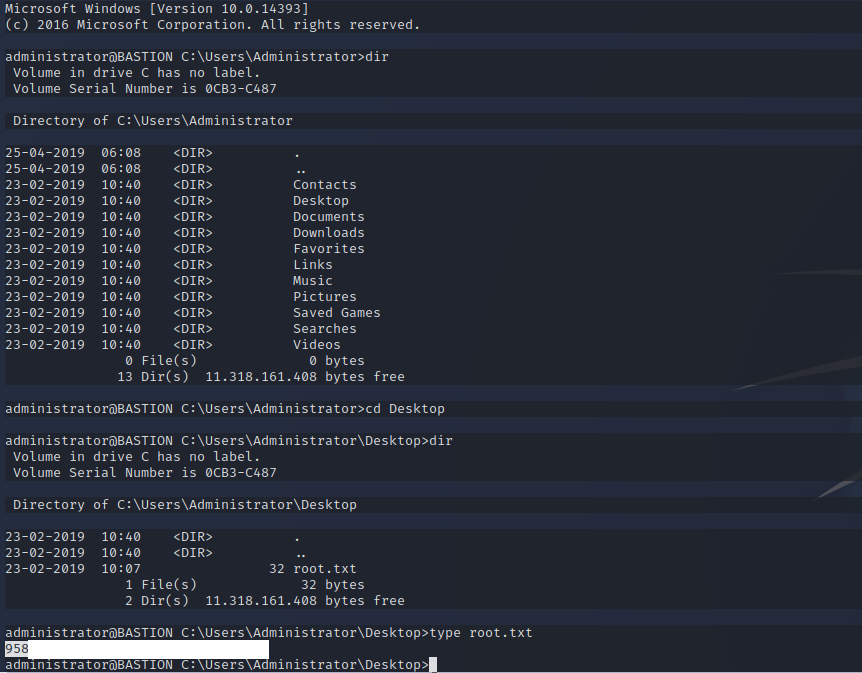 Microsoft Windows [Version 10.0.14393]
(c) 2016 Microsoft Corporation. All rights reserved.
administrator@BASTION C:\Users\Administrator>dir
 Volume in drive C has no label.
 Volume Serial Number is 0CB3-C487
 Directory of C:\Users\Administrator
25-04-2019  06:08    <DIR>          .
25-04-2019  06:08    <DIR>          ..
23-02-2019  10:40    <DIR>          Contacts
23-02-2019  10:40    <DIR>          Desktop
23-02-2019  10:40    <DIR>          Documents
23-02-2019  10:40    <DIR>          Downloads
23-02-2019  10:40    <DIR>          Favorites
23-02-2019  10:40    <DIR>          Links
23-02-2019  10:40    <DIR>          Music
23-02-2019  10:40    <DIR>          Pictures
23-02-2019  10:40    <DIR>          Saved Games
23-02-2019  10:40    <DIR>          Searches
23-02-2019  10:40    <DIR>          Videos
               0 File(s)              0 bytes
              13 Dir(s)  11.318.161.408 bytes free
administrator@BASTION C:\Users\Administrator>cd Desktop
administrator@BASTION C:\Users\Administrator\Desktop>dir
 Volume in drive C has no label.
 Volume Serial Number is 0CB3-C487
 Directory of C:\Users\Administrator\Desktop
23-02-2019  10:40    <DIR>          .
23-02-2019  10:40    <DIR>          ..
23-02-2019  10:07                32 root.txt
               1 File(s)             32 bytes
               2 Dir(s)  11.318.161.408 bytes free
administrator@BASTION C:\Users\Administrator\Desktop>type root.txt
958
administrator@BASTION C:\Users\Administrator\Desktop>